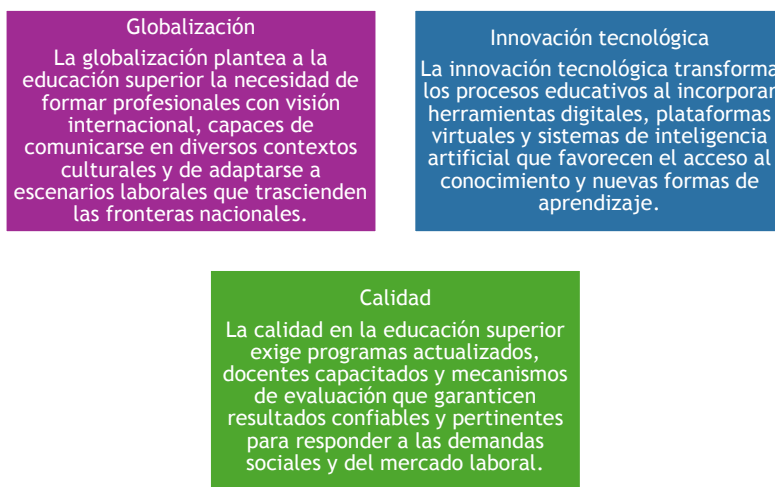 Globalización
La globalización plantea a la
educación superior la necesidad de
formar profesionales con visión
internacional, capaces de
comunicarse en diversos contextos
culturales y de adaptarse a
escenarios laborales que trascienden
las fronteras nacionales.
Innovación tecnológica
La innovación tecnológica transforma
los procesos educativos al incorporar
herramientas digitales, plataformas
virtuales y sistemas de inteligencia
artificial que favorecen el acceso al
conocimiento y nuevas formas de
aprendizaje.
Calidad
La calidad en la educación superior
exige programas actualizados,
docentes capacitados y mecanismos
de evaluación que garanticen
resultados confiables y pertinentes
para responder a las demandas
sociales y del mercado laboral.